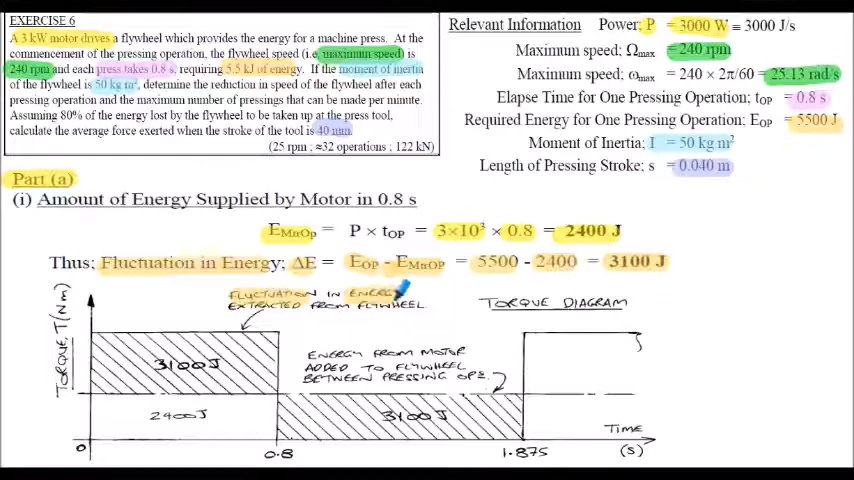 EXERCISE 6
A 3 kW motor drives a flywheel which provides the energy for a machine press. At the
commencement of the pressing operation, the flywheel speed (i.e. maximum speed) is
240 rpm and each press takes 0.8 s, requiring 5.5 kJ of energy. If the moment of inertia
of the flywheel is 50 kg m², determine the reduction in speed of the flywheel after each
pressing operation and the maximum number of pressings that can be made per minute.
Assuming 80% of the energy lost by the flywheel to be taken up at the press tool,
calculate the average force exerted when the stroke of the tool is 40 mm.
(25 rpm ; ≈32 operations ; 122 kN)
Relevant Information Power; P = 3000 W ≡ 3000 J/s
Maximum speed; Ωmax = 240 rpm
Maximum speed; ωmax = 240 × 2π/60 = 25.13 rad/s
Elapse Time for One Pressing Operation; tOP = 0.8 s
Required Energy for One Pressing Operation; EOP = 5500 J
Moment of Inertia; I = 50 kg m²
Length of Pressing Stroke; s = 0.040 m
Part (a)
(i) Amount of Energy Supplied by Motor in 0.8 s
EMtrOp = P × tOP = 3×10³ × 0.8 = 2400 J
Thus; Fluctuation in Energy; ΔE = EOP - EMtrOP = 5500 - 2400 = 3100 J
FLUCTUATION IN ENERGY
EXTRACTED FROM FLYWHEEL.
TORQUE DIAGRAM
TORQUE, T(Nm)
3100J
ENERGY FROM MOTOR
ADDED TO FLYWHEEL
BETWEEN PRESSING OPS.
2400J
3100J
TIME
(s)
0
0.8
1.875